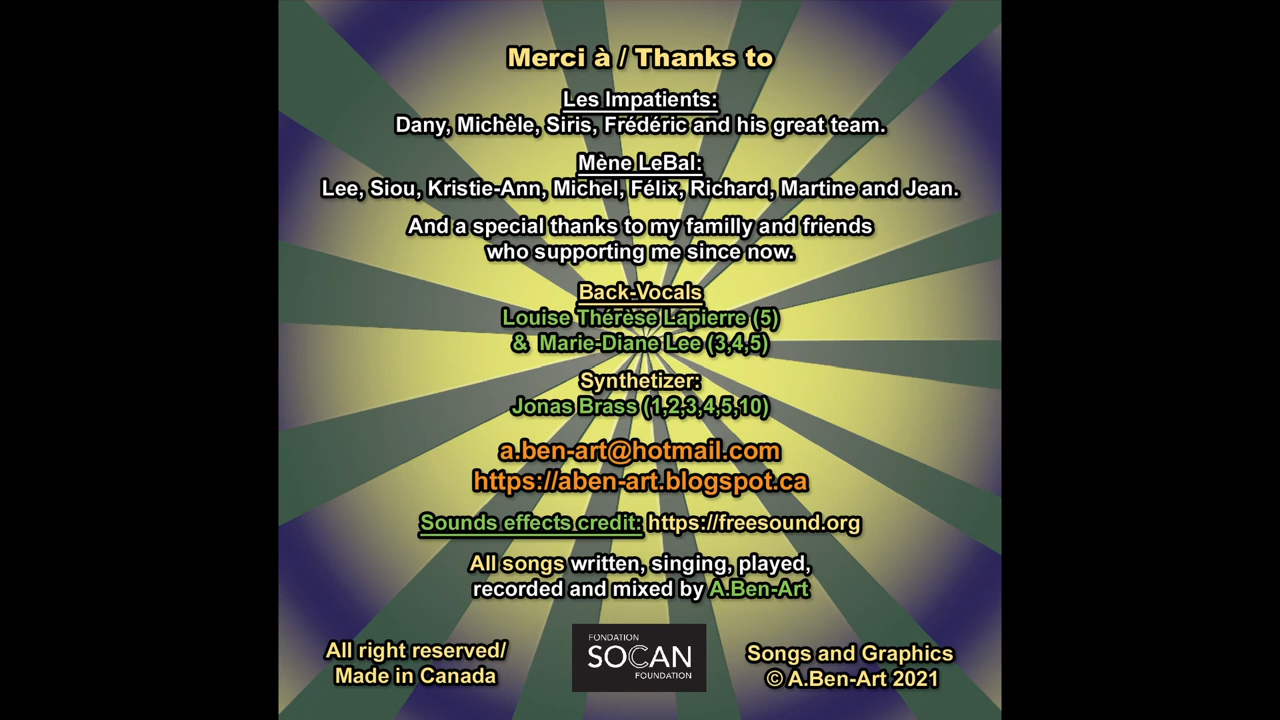 Merci à / Thanks to
Les Impatients:
Dany, Michèle, Siris, Frédéric and his great team.
Mène LeBal:
Lee, Siou, Kristie-Ann, Michel, Félix, Richard, Martine and Jean.
And a special thanks to my familly and friends
who supporting me since now.
Back-Vocals
Louise Thérèse Lapierre (5)
& Marie-Diane Lee (3,4,5)
Synthetizer:
Jonas Brass (1,2,3,4,5,10)
a.ben-art@hotmail.com
https://aben-art.blogspot.ca
Sounds effects credit: https://freesound.org
All songs written, singing, played,
recorded and mixed by A.Ben-Art
All right reserved/
Made in Canada
FONDATION
SOCAN
FOUNDATION
Songs and Graphics
© A.Ben-Art 2021